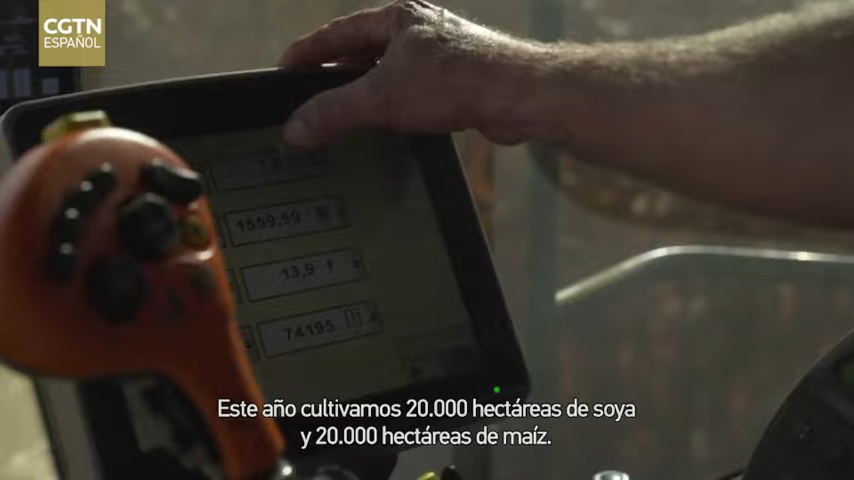 CGTN
ESPAÑOL
1559,59
13,9
74195
Este año cultivamos 20.000 hectáreas de soya
y 20.000 hectáreas de maíz.